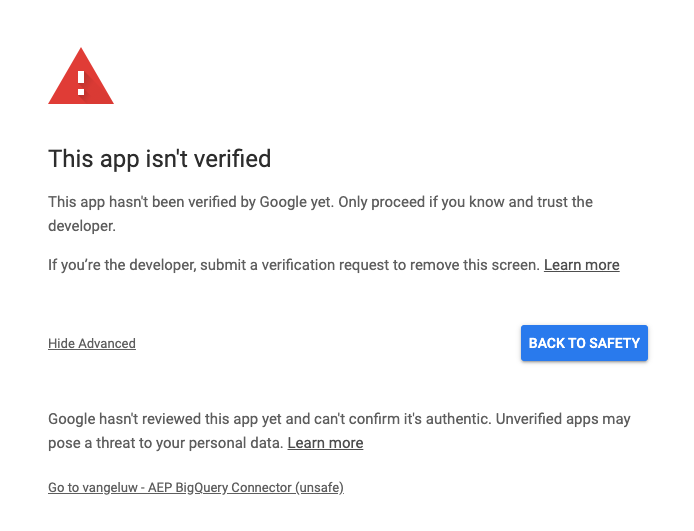 This app isn't verified
This app hasn't been verified by Google yet. Only proceed if you know and trust the
developer.
If you’re the developer, submit a verification request to remove this screen. Learn more
Hide Advanced
BACK TO SAFETY
Google hasn't reviewed this app yet and can't confirm it's authentic. Unverified apps may
pose a threat to your personal data. Learn more
Go to vangeluw - AEP BigQuery Connector (unsafe)